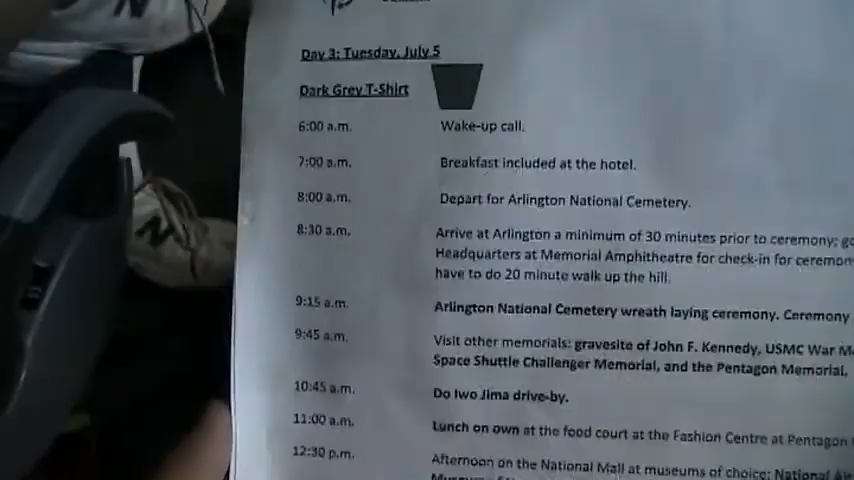 Day 3: Tuesday, July 5
Dark Grey T-Shirt
6:00 a.m. Wake-up call.
7:00 a.m. Breakfast included at the hotel.
8:00 a.m. Depart for Arlington National Cemetery.
8:30 a.m. Arrive at Arlington a minimum of 30 minutes prior to ceremony; go
Headquarters at Memorial Amphitheatre for check-in for ceremon
have to do 20 minute walk up the hill.
9:15 a.m. Arlington National Cemetery wreath laying ceremony. Ceremony
9:45 a.m. Visit other memorials: gravesite of John F. Kennedy, USMC War M
Space Shuttle Challenger Memorial, and the Pentagon Memorial,
10:45 a.m. Do Iwo Jima drive-by.
11:00 a.m. Lunch on own at the food court at the Fashion Centre at Pentagon
12:30 p.m. Afternoon on the National Mall at museums of choice: National Air
N
N